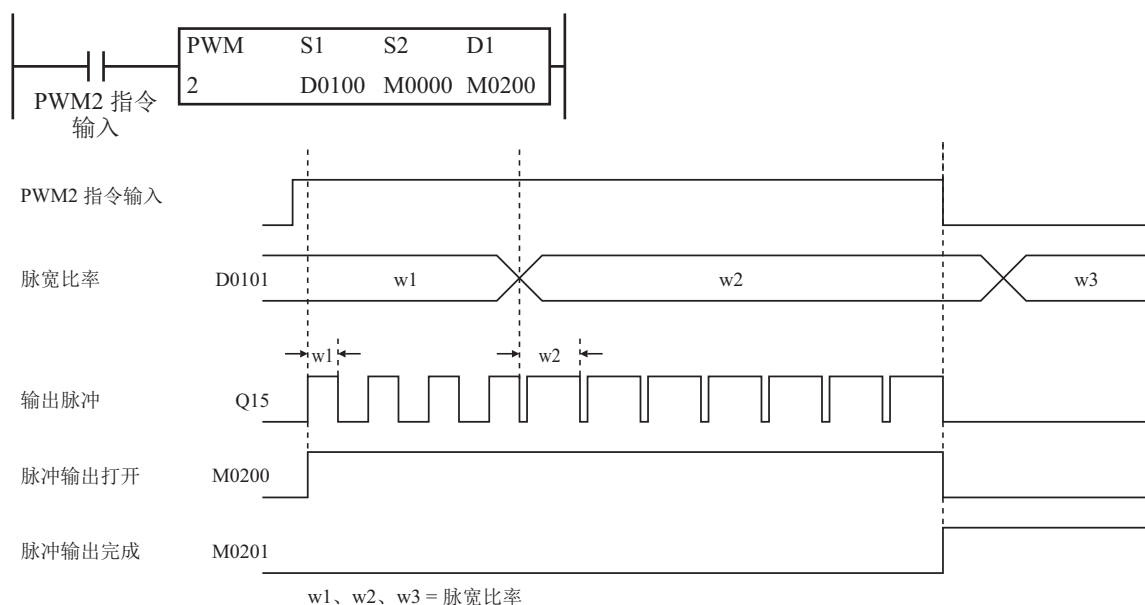 PWM S1 S2 D1
2 D0100 M0000 M0200
PWM2 指令
输入
PWM2 指令输入
脉宽比率 D0101 w1 w2 w3
w1 w2
输出脉冲 Q15
脉冲输出打开 M0200
脉冲输出完成 M0201
w1、w2、w3 = 脉宽比率